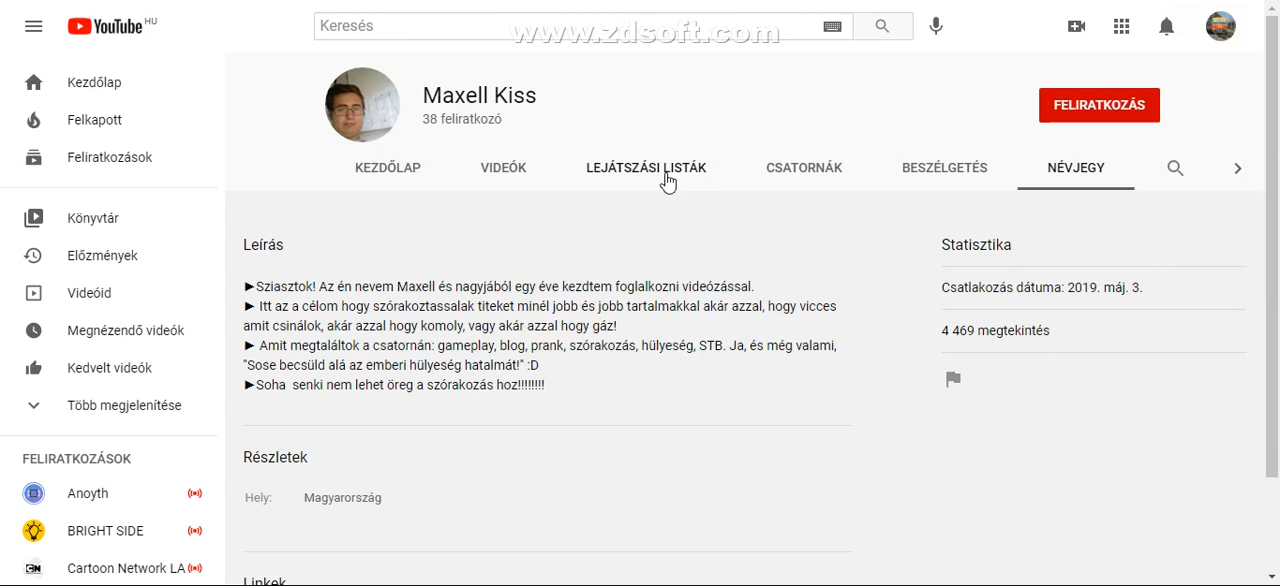 YouTube HU
Keresés
www.zdsoft.com
Kezdőlap
Felkapott
Feliratkozások
Könyvtár
Előzmények
Videóid
Megnézendő videók
Kedvelt videók
Több megjelenítése
FELIRATKOZÁSOK
Anoyth
BRIGHT SIDE
Cartoon Network LA
Maxell Kiss
38 feliratkozó
FELIRATKOZÁS
KEZDŐLAP VIDEÓK LEJÁTSZÁSI LISTÁK CSATORNÁK BESZÉLGETÉS NÉVJEGY
Leírás
►Sziasztok! Az én nevem Maxell és nagyjából egy éve kezdtem foglalkozni videózással.
► Itt az a célom hogy szórakoztassalak titeket minél jobb és jobb tartalmakkal akár azzal, hogy vicces
amit csinálok, akár azzal hogy komoly, vagy akár azzal hogy gáz!
► Amit megtaláltok a csatornán: gameplay, blog, prank, szórakozás, hülyeség, STB. Ja, és még valami,
"Sose becsüld alá az emberi hülyeség hatalmát!" :D
►Soha senki nem lehet öreg a szórakozás hoz!!!!!!!!
Részletek
Hely: Magyarország
Linkek
Statisztika
Csatlakozás dátuma: 2019. máj. 3.
4 469 megtekintés